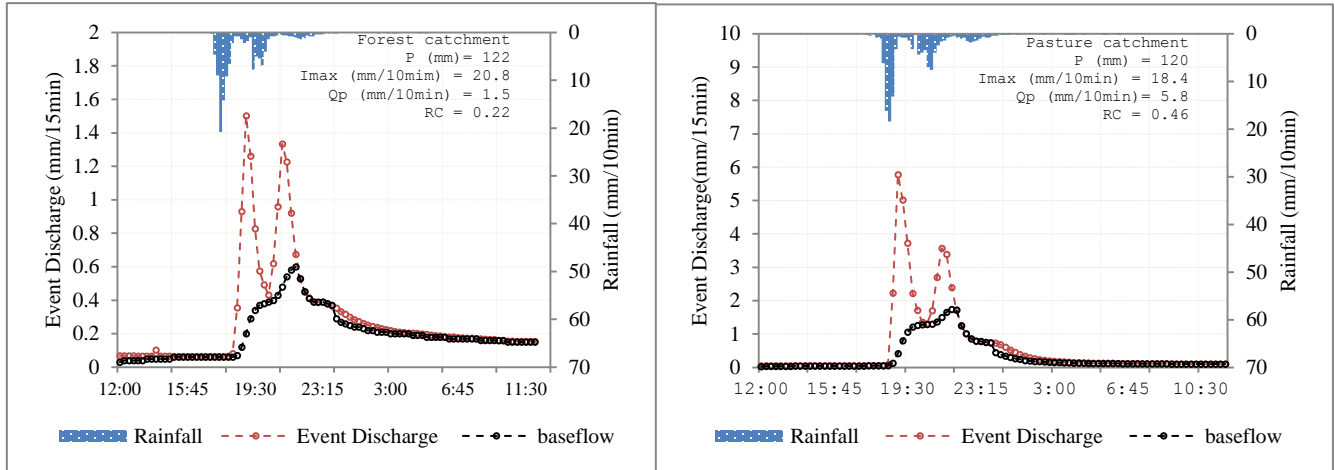 Forest catchment
P (mm)= 122
Imax (mm/10mim) = 20.8
Qp (mm/10min) = 1.5
RC = 0.22
Event Discharge (mm/15min)
2
1.8
1.6
1.4
1.2
1
0.8
0.6
0.4
0.2
0
0
10
20
30
40
50
60
70
Rainfall (mm/10min)
12:00 15:45 19:30 23:15 3:00 6:45 11:30
Rainfall Event Discharge baseflow
Pasture catchment
P (mm) = 120
Imax (mm/10min) = 18.4
Qp (mm/10min)= 5.8
RC = 0.46
Event Discharge(mm/15min)
10
9
8
7
6
5
4
3
2
1
0
0
10
20
30
40
50
60
70
Rainfall (mm/10min)
12:00 15:45 19:30 23:15 3:00 6:45 10:30
Rainfall Event Discharge baseflow